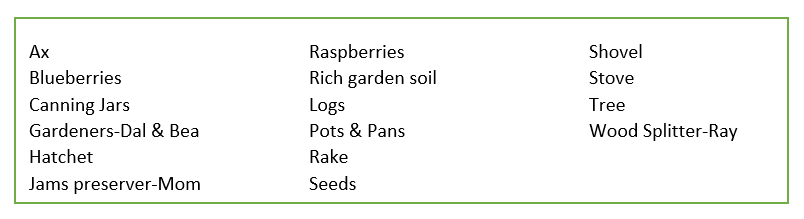 Ax
Blueberries
Canning Jars
Gardeners-Dal & Bea
Hatchet
Jams preserver-Mom
Raspberries
Rich garden soil
Logs
Pots & Pans
Rake
Seeds
Shovel
Stove
Tree
Wood Splitter-Ray